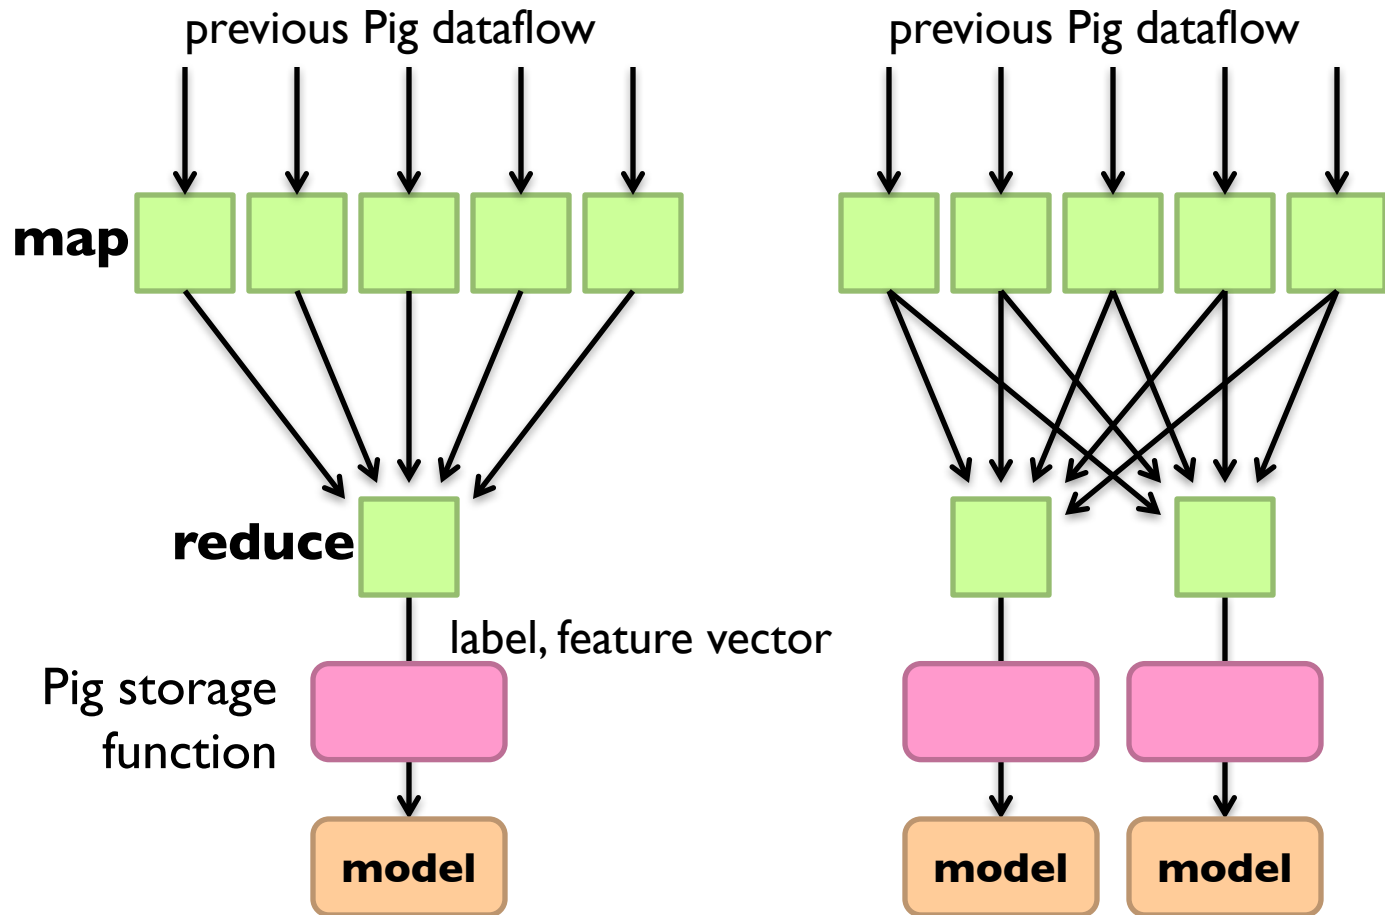 previous Pig dataflow
previous Pig dataflow
map
reduce
label, feature vector
Pig storage
function
model
model
model